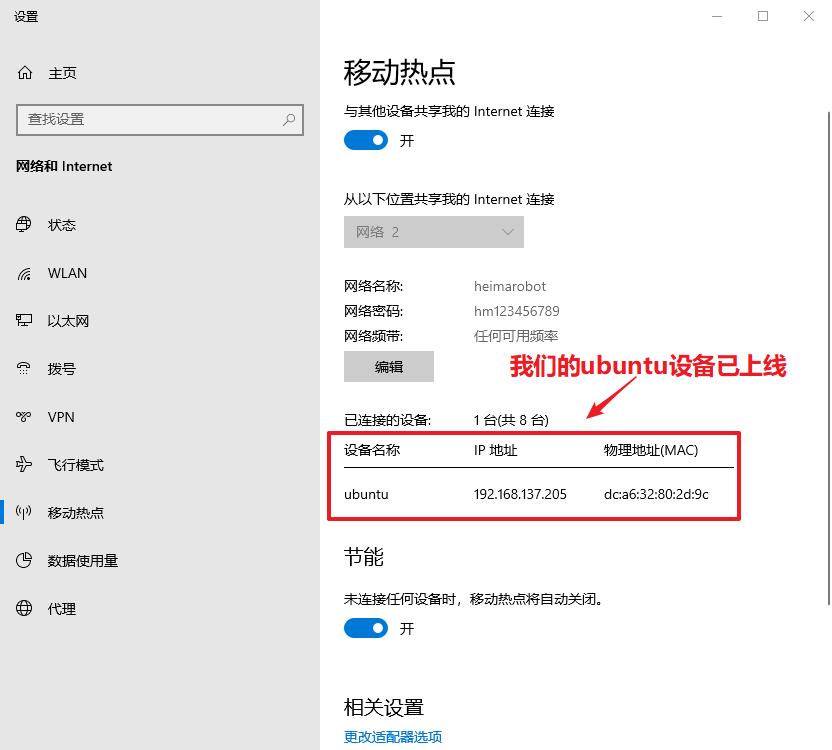 设置
主页
查找设置
网络和 Internet
状态
WLAN
以太网
拨号
VPN
飞行模式
移动热点
数据使用量
代理
移动热点
与其他设备共享我的 Internet 连接
开
从以下位置共享我的 Internet 连接
网络 2
网络名称: heimarobot
网络密码: hm123456789
网络频带: 任何可用频率
编辑
我们的ubuntu设备已上线
已连接的设备: 1 台(共 8 台)
设备名称 IP 地址 物理地址(MAC)
ubuntu 192.168.137.205 dc:a6:32:80:2d:9c
节能
未连接任何设备时，移动热点将自动关闭。
开
相关设置
更改适配器选项